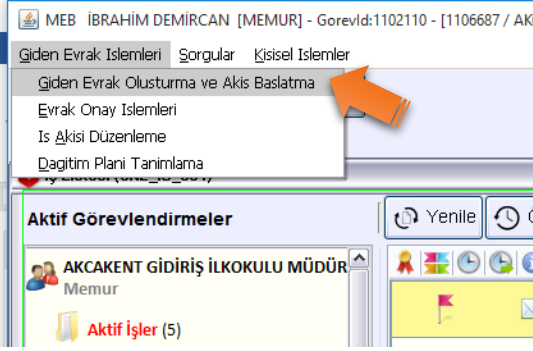 MEB İBRAHİM DEMİRCAN [MEMUR] - Gorevld:1102110 - [1106687 /
Giden Evrak Islemleri Sorgular Kisisel Islemler
Giden Evrak Olusturma ve Akis Baslatma
Evrak Onay Islemleri
Is Akisi Düzenleme
Dagitim Plani Tanimlama
Aktif Görevlendirmeler
Yenile
AKCAKENT GİDİRİŞ İLKOKULU MÜDÜR
Memur
Aktif İşler (5)